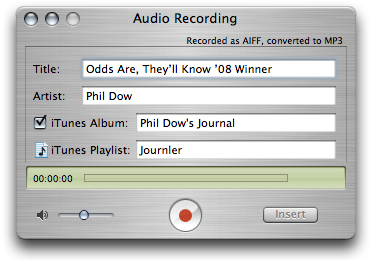 Audio Recording
Recorded as AIFF, converted to MP3
Title: Odds Are, They'll Know '08 Winner
Artist: Phil Dow
iTunes Album: Phil Dow's Journal
iTunes Playlist: Journler
00:00:00
Insert